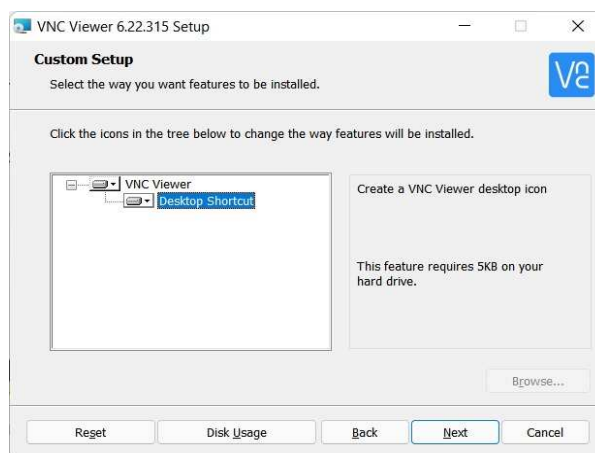 VNC Viewer 6.22.315 Setup
Custom Setup
Select the way you want features to be installed.
Click the icons in the tree below to change the way features will be installed.
VNC Viewer
Desktop Shortcut
Create a VNC Viewer desktop icon
This feature requires 5KB on your
hard drive.
Browse...
Reset
Disk Usage
Back
Next
Cancel